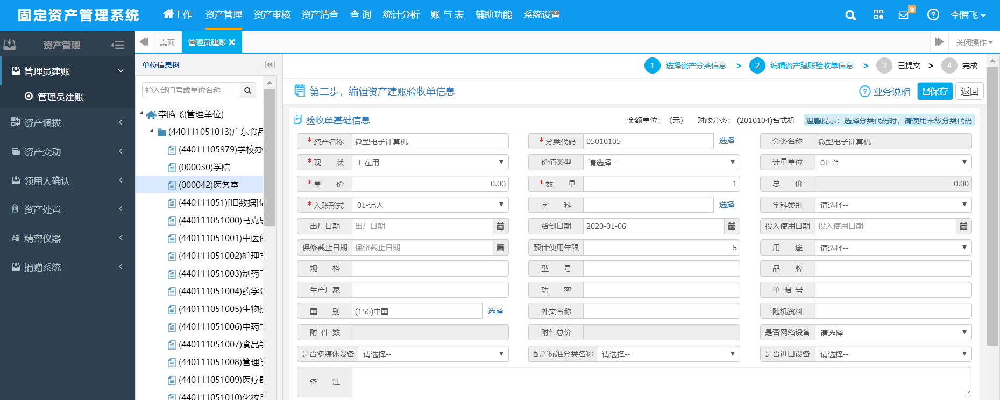 固定资产管理系统
工作 资产管理 资产审核 资产清查 查 询 统计分析 账 与 表 辅助功能 系统设置
0
李腾飞
资产管理
管理员建账
管理员建账
资产调拨
资产变动
领用人确认
资产处置
精密仪器
捐赠系统
桌面
管理员建账
关闭操作
单位信息树
输入部门号或单位名称
李腾飞(管理单位)
(440111051013)广东食品
(44011105979)学校办
(000030)学院
(000042)医务室
(440111051)[旧数据]信
(440111051000)马克思
(440111051001)中医保
(440111051002)护理学
(440111051003)制药工
(440111051004)药学院
(440111051005)生物技
(440111051006)中药学
(440111051007)食品学
(440111051008)管理学
(440111051009)医疗器
(440111051010)化妆品
1 选择资产分类信息 > 2 编辑资产建账验收单信息 > 3 已提交 > 4 完成
第二步，编辑资产建账验收单信息
业务说明 保存 返回
验收单基础信息
金额单位：（元） 财政分类：(2010104)台式机 温馨提示：选择分类代码时，请使用末级分类代码
*资产名称 微型电子计算机 *分类代码 05010105 选择 分类名称 微型电子计算机
*现 状 1-在用 价值类型 请选择-- 计量单位 01-台
*单 价 0.00 *数 量 1 总 价 0.00
*入账形式 01-记入 学 科 选择 学科类别 请选择--
出厂日期 出厂日期 货到日期 2020-01-06 投入使用日期 投入使用日期
保修截止日期 保修截止日期 预计使用年限 5 用 途 请选择--
规 格 型 号 品 牌
生产厂家 功 率 单 据 号
国 别 (156)中国 选择 外文名称 随机资料
附 件 数 附件总价 是否网络设备 请选择--
是否多媒体设备 请选择-- 配置标准分类名称 请选择-- 是否进口设备 请选择--
备 注